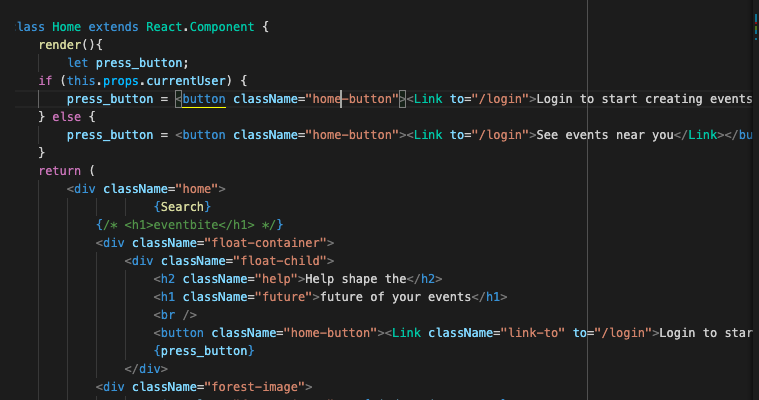 lass Home extends React.Component {
render(){
let press_button;
if (this.props.currentUser) {
press_button = <button className="home-button"><Link to="/login">Login to start creating events
} else {
press_button = <button className="home-button"><Link to="/login">See events near you</Link></bu
}
return (
<div className="home">
{Search}
{/* <h1>eventbite</h1> */}
<div className="float-container">
<div className="float-child">
<h2 className="help">Help shape the</h2>
<h1 className="future">future of your events</h1>
<br />
<button className="home-button"><Link className="link-to" to="/login">Login to star
{press_button}
</div>
<div className="forest-image">